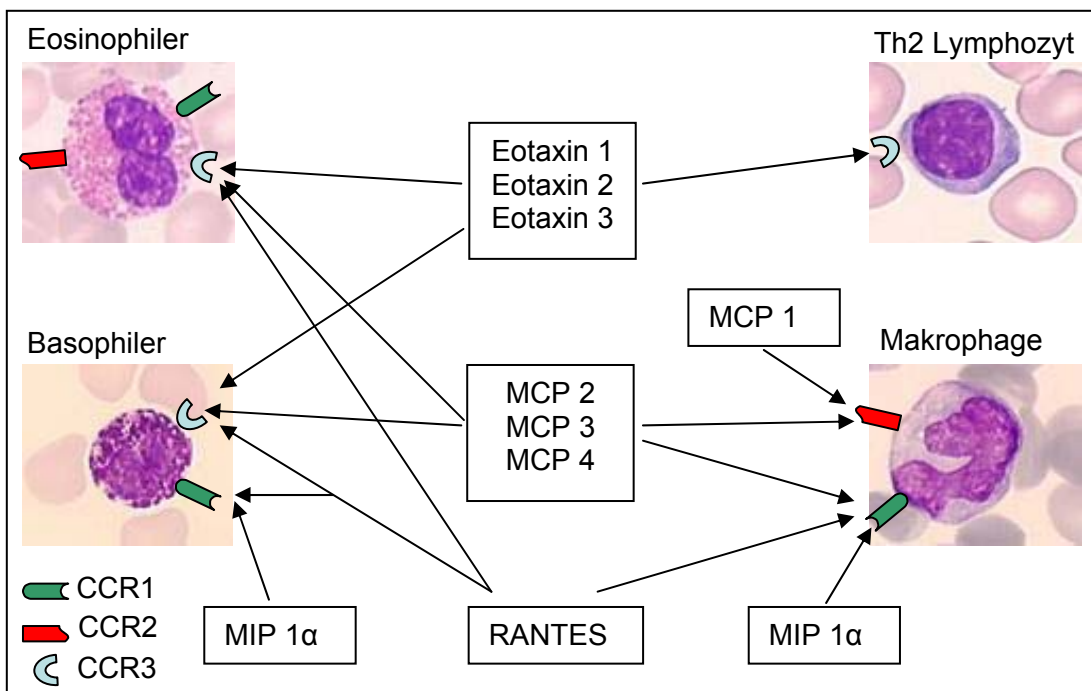 Eosinophiler
Th2 Lymphozyt
Eotaxin 1
Eotaxin 2
Eotaxin 3
MCP 1
Basophiler
Makrophage
MCP 2
MCP 3
MCP 4
CCR1
CCR2
CCR3
MIP 1α
RANTES
MIP 1α